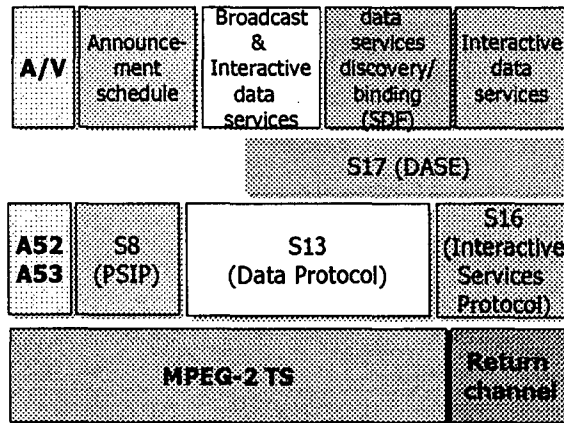 A/V
Announce-
ment
schedule
Broadcast
&
Interactive
data
services
data
services
discovery/
binding
(SDF)
Interactive
data
services
S17 (DASE)
A52
A53
S8
(PSIP)
S13
(Data Protocol)
S16
(Interactive
Services
Protocol)
MPEG-2 TS
Return
channel